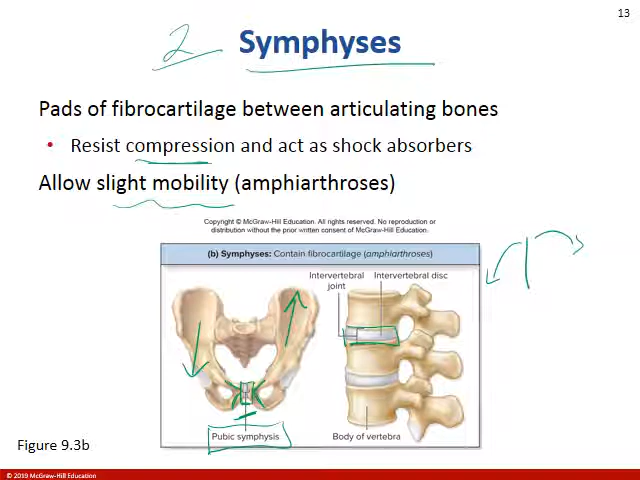 13
2 Symphyses
Pads of fibrocartilage between articulating bones
• Resist compression and act as shock absorbers
Allow slight mobility (amphiarthroses)
Copyright © McGraw-Hill Education. All rights reserved. No reproduction or
distribution without the prior written consent of McGraw-Hill Education.
(b) Symphyses: Contain fibrocartilage (amphiarthroses)
Intervertebral
joint
Intervertebral disc
Pubic symphysis
Body of vertebra
Figure 9.3b
© 2019 McGraw-Hill Education